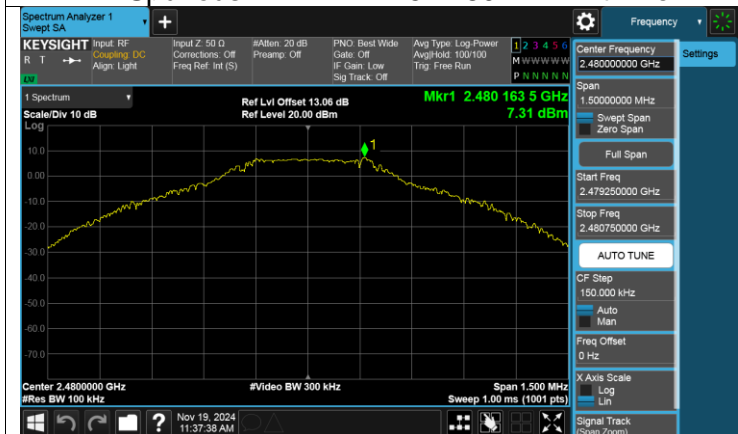 Spectrum Analyzer 1
Swept SA
Frequency
KEYSIGHT
R T
LW
Input: RF
Coupling: DC
Align: Light
Input Z: 50 Ω
Corrections: Off
Freq Ref: Int (S)
#Atten: 20 dB
Preamp: Off
PNO: Best Wide
Gate: Off
IF Gain: Low
Sig Track: Off
Avg Type: Log-Power
Avg|Hold: 100/100
Trig: Free Run
1 2 3 4 5 6
M W W W W W
P N N N N N
1 Spectrum
Scale/Div 10 dB
Log
Ref Lvl Offset 13.06 dB
Ref Level 20.00 dBm
Mkr1 2.480 163 5 GHz
7.31 dBm
1
10.0
0.00
-10.0
-20.0
-30.0
-40.0
-50.0
-60.0
-70.0
Center 2.4800000 GHz
#Res BW 100 kHz
#Video BW 300 kHz
Span 1.500 MHz
Sweep 1.00 ms (1001 pts)
Nov 19, 2024
11:37:38 AM
?
Center Frequency
2.480000000 GHz
Span
1.50000000 MHz
Swept Span
Zero Span
Full Span
Start Freq
2.479250000 GHz
Stop Freq
2.480750000 GHz
AUTO TUNE
CF Step
150.000 kHz
Auto
Man
Freq Offset
0 Hz
X Axis Scale
Log
Lin
Signal Track
(Span Zoom)
Settings